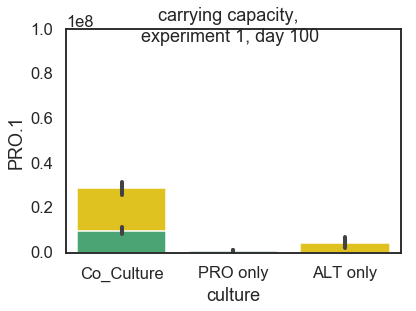 carrying capacity,
experiment 1, day 100
1e8
1.0
0.8
0.6
0.4
0.2
0.0
PRO.1
Co_Culture PRO only ALT only
culture